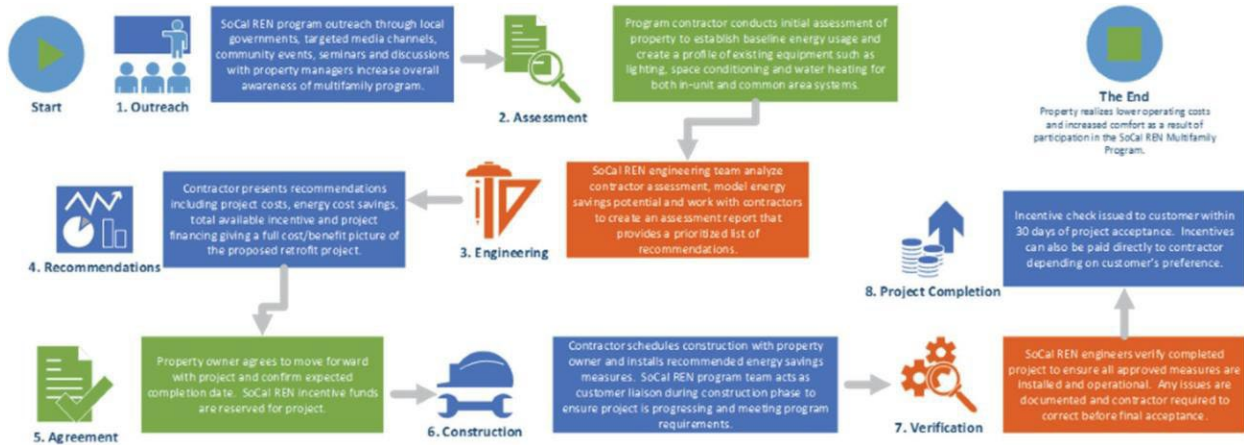 Start
1. Outreach
SoCal REN program outreach through local
governments, targeted media channels,
community events, seminars and discussions
with property managers increase overall
awareness of multifamily program.
2. Assessment
Program contractor conducts initial assessment of
property to establish baseline energy usage and
create a profile of existing equipment such as
lighting, space conditioning and water heating for
both in-unit and common area systems.
3. Engineering
SoCal REN engineering team analyze
contractor assessment, model energy
savings potential and work with contractors
to create an assessment report that
provides a prioritized list of
recommendations.
4. Recommendations
Contractor presents recommendations
including project costs, energy cost savings,
total available incentive and project
financing giving a full cost/benefit picture of
the proposed retrofit project.
5. Agreement
Property owner agrees to move forward
with project and confirm expected
completion date. SoCal REN incentive funds
are reserved for project.
6. Construction
Contractor schedules construction with property
owner and installs recommended energy savings
measures. SoCal REN program team acts as
customer liaison during construction phase to
ensure project is progressing and meeting program
requirements.
7. Verification
SoCal REN engineers verify completed
project to ensure all approved measures are
installed and operational. Any issues are
documented and contractor required to
correct before final acceptance.
8. Project Completion
Incentive check issued to customer within
30 days of project acceptance. Incentives
can also be paid directly to contractor
depending on customer's preference.
The End
Property realizes lower operating costs
and increased comfort as a result of
participation in the SoCal REN Multifamily
Program.